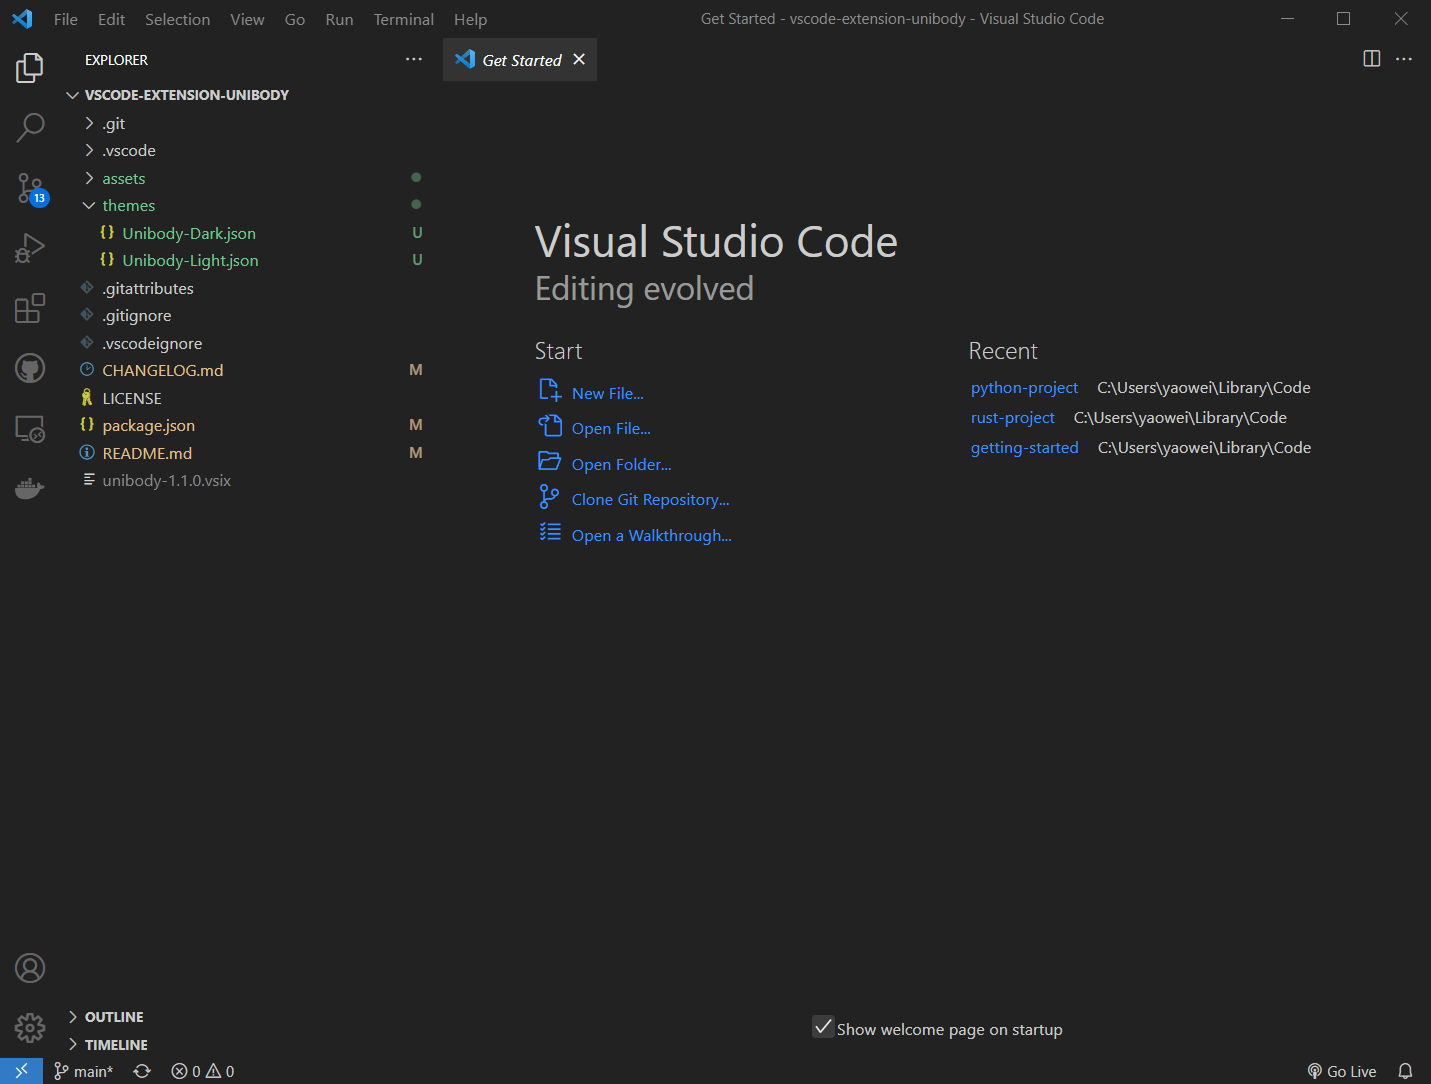 File Edit Selection View Go Run Terminal Help
Get Started - vscode-extension-unibody - Visual Studio Code
EXPLORER
Get Started
VSCODE-EXTENSION-UNIBODY
.git
.vscode
13
assets
themes
Unibody-Dark.json U
Unibody-Light.json U
.gitattributes
.gitignore
.vscodeignore
CHANGELOG.md M
LICENSE
package.json M
README.md M
unibody-1.1.0.vsix
Visual Studio Code
Editing evolved
Start
New File...
Open File...
Open Folder...
Clone Git Repository...
Open a Walkthrough...
Recent
python-project C:\Users\yaowei\Library\Code
rust-project C:\Users\yaowei\Library\Code
getting-started C:\Users\yaowei\Library\Code
Show welcome page on startup
OUTLINE
TIMELINE
main* 0 0
Go Live